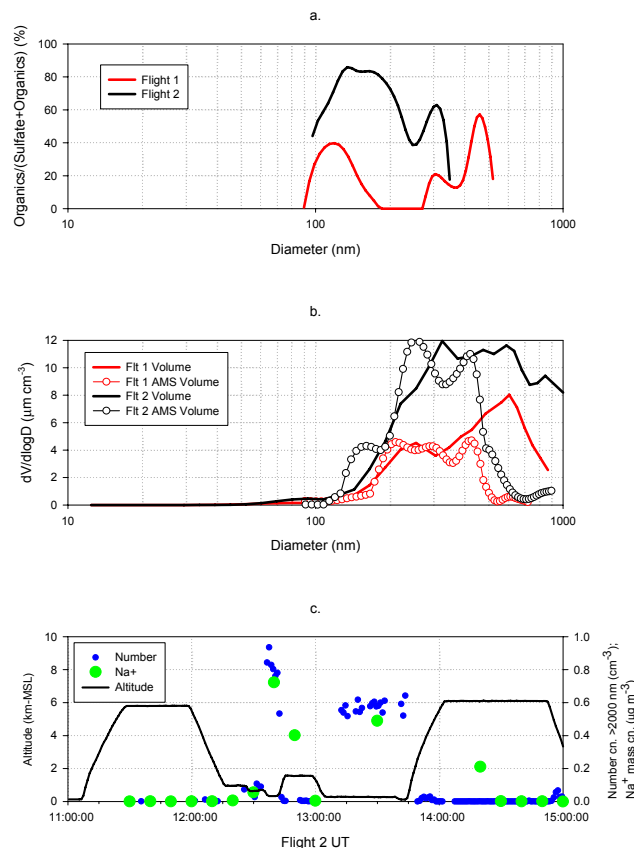 a.
Organics/(Sulfate+Organics) (%)
100
80
60
40
20
0
Flight 1
Flight 2
10
100
1000
Diameter (nm)
b.
dV/dlogD (μm cm⁻³)
12
10
8
6
4
2
0
Flt 1 Volume
Flt 1 AMS Volume
Flt 2 Volume
Flt 2 AMS Volume
10
100
1000
Diameter (nm)
c.
Altitude (km-MSL)
10
8
6
4
2
0
Number
Na+
Altitude
1.0
0.8
0.6
0.4
0.2
0.0
Number cn. >2000 nm (cm⁻³);
Na⁺ mass cn. (ug m⁻³)
11:00:00
12:00:00
13:00:00
14:00:00
15:00:00
Flight 2 UT